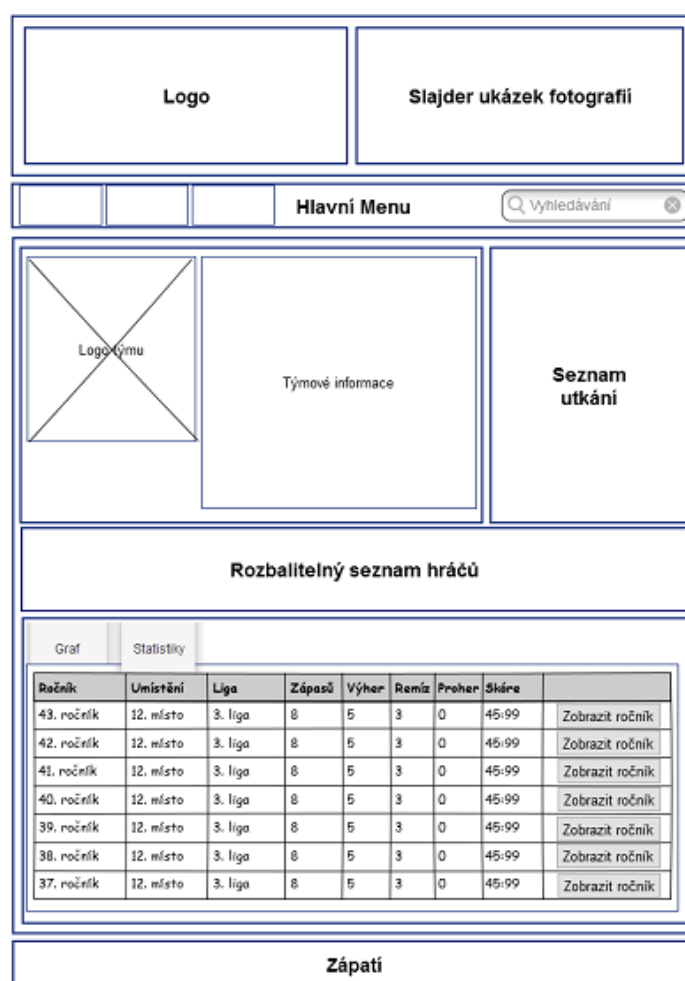 Logo
Slajder ukázek fotografií
Hlavní Menu
Vyhledávání
Logo týmu
Týmové informace
Seznam
utkání
Rozbalitelný seznam hráčů
Graf
Statistiky
Ročník Umístění Liga Zápasů Výher Remíz Proher Skóre
43. ročník 12. místo 3. liga 8 5 3 0 45:99 Zobrazit ročník
42. ročník 12. místo 3. liga 8 5 3 0 45:99 Zobrazit ročník
41. ročník 12. místo 3. liga 8 5 3 0 45:99 Zobrazit ročník
40. ročník 12. místo 3. liga 8 5 3 0 45:99 Zobrazit ročník
39. ročník 12. místo 3. liga 8 5 3 0 45:99 Zobrazit ročník
38. ročník 12. místo 3. liga 8 5 3 0 45:99 Zobrazit ročník
37. ročník 12. místo 3. liga 8 5 3 0 45:99 Zobrazit ročník
Zápatí